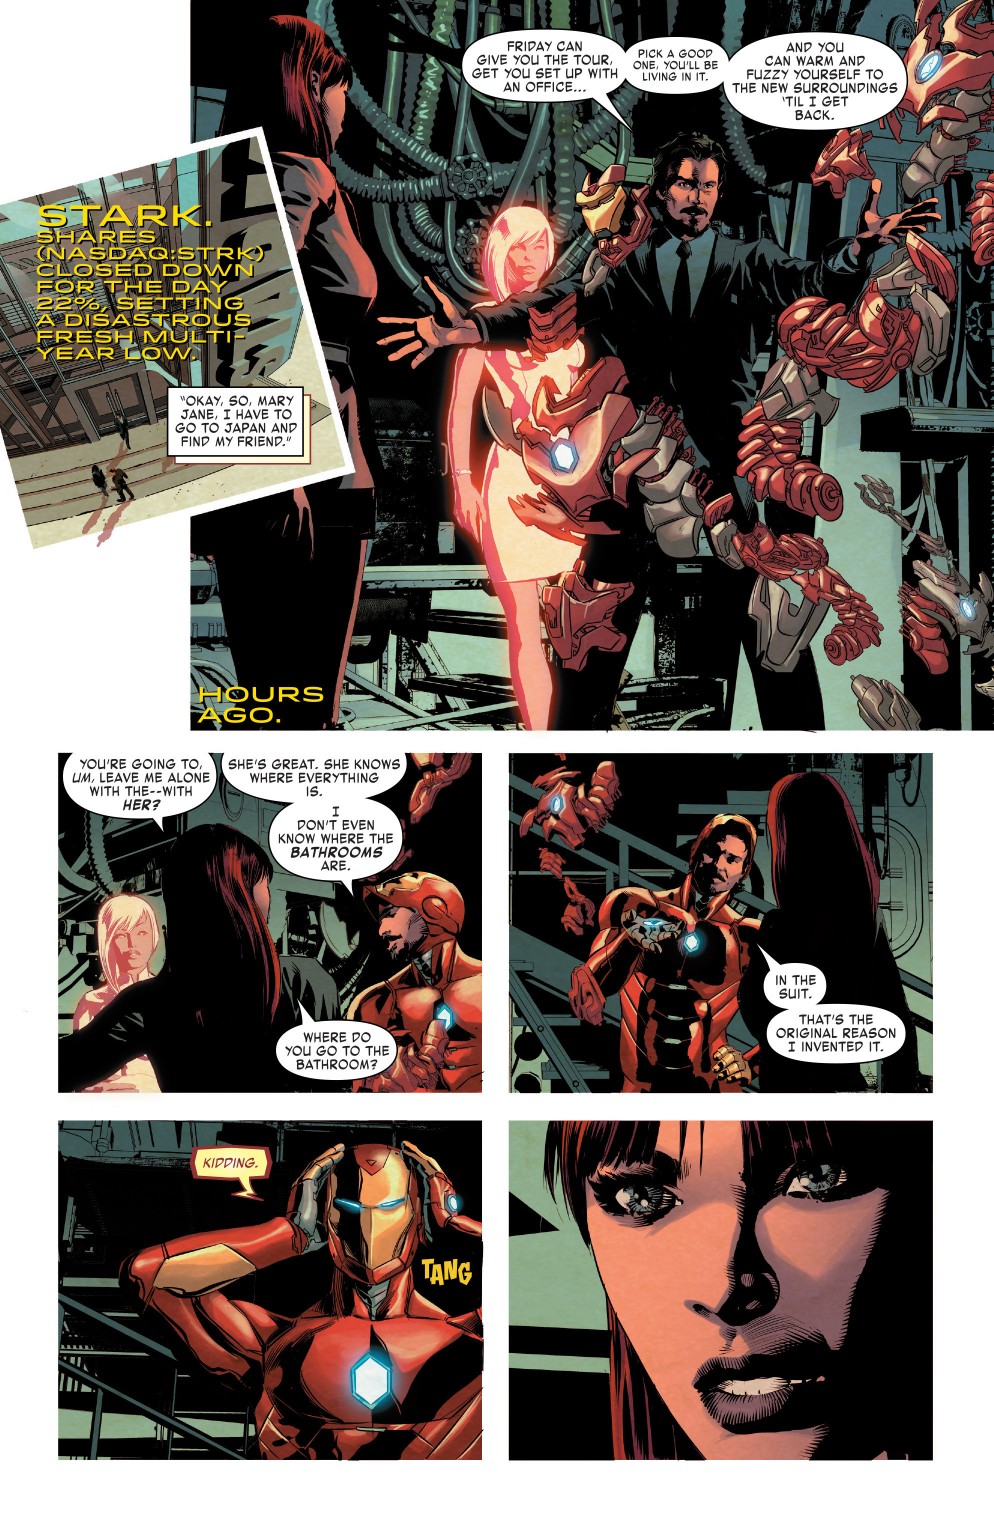 STARK.
SHARES
(NASDAQ:STRK)
CLOSED DOWN
FOR THE DAY
22%, SETTING
A DISASTROUS
FRESH MULTI-
YEAR LOW.
"OKAY, SO, MARY
JANE, I HAVE TO
GO TO JAPAN AND
FIND MY FRIEND."
FRIDAY CAN
GIVE YOU THE TOUR,
GET YOU SET UP WITH
AN OFFICE...
PICK A GOOD
ONE, YOU'LL BE
LIVING IN IT.
AND YOU
CAN WARM AND
FUZZY YOURSELF TO
THE NEW SURROUNDINGS
'TIL I GET
BACK.
HOURS
AGO.
YOU'RE GOING TO,
UM, LEAVE ME ALONE
WITH THE--WITH
HER?
SHE'S GREAT. SHE KNOWS
WHERE EVERYTHING
IS.
I
DON'T EVEN
KNOW WHERE THE
BATHROOMS
ARE.
WHERE DO
YOU GO TO THE
BATHROOM?
IN THE
SUIT.
THAT'S THE
ORIGINAL REASON
I INVENTED IT.
KIDDING.
TANG